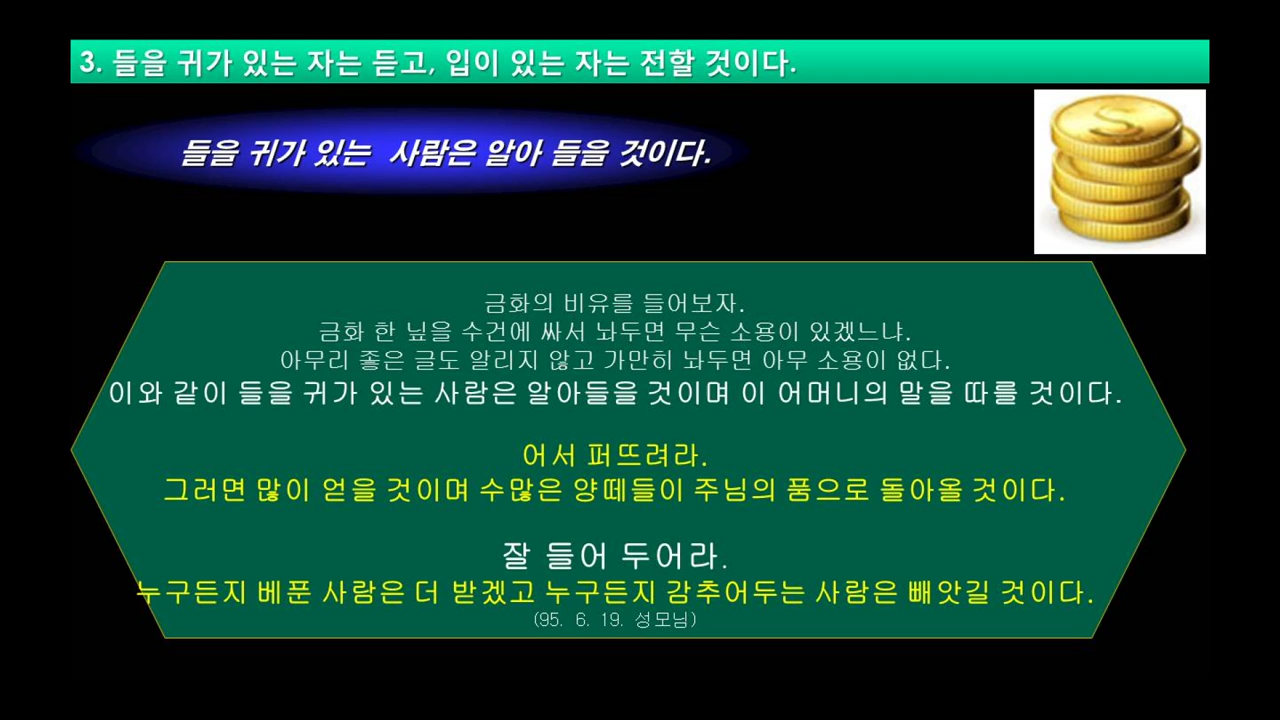 3. 들을 귀가 있는 자는 듣고, 입이 있는 자는 전할 것이다.
들을 귀가 있는 사람은 알아 들을 것이다.
금화의 비유를 들어보자.
금화 한 닢을 수건에 싸서 놔두면 무슨 소용이 있겠느냐.
아무리 좋은 글도 알리지 않고 가만히 놔두면 아무 소용이 없다.
이와 같이 들을 귀가 있는 사람은 알아들을 것이며 이 어머니의 말을 따를 것이다.
어서 퍼뜨려라.
그러면 많이 얻을 것이며 수많은 양떼들이 주님의 품으로 돌아올 것이다.
잘 들어 두어라.
누구든지 베푼 사람은 더 받겠고 누구든지 감추어두는 사람은 빼앗길 것이다.
(95. 6. 19. 성모님)